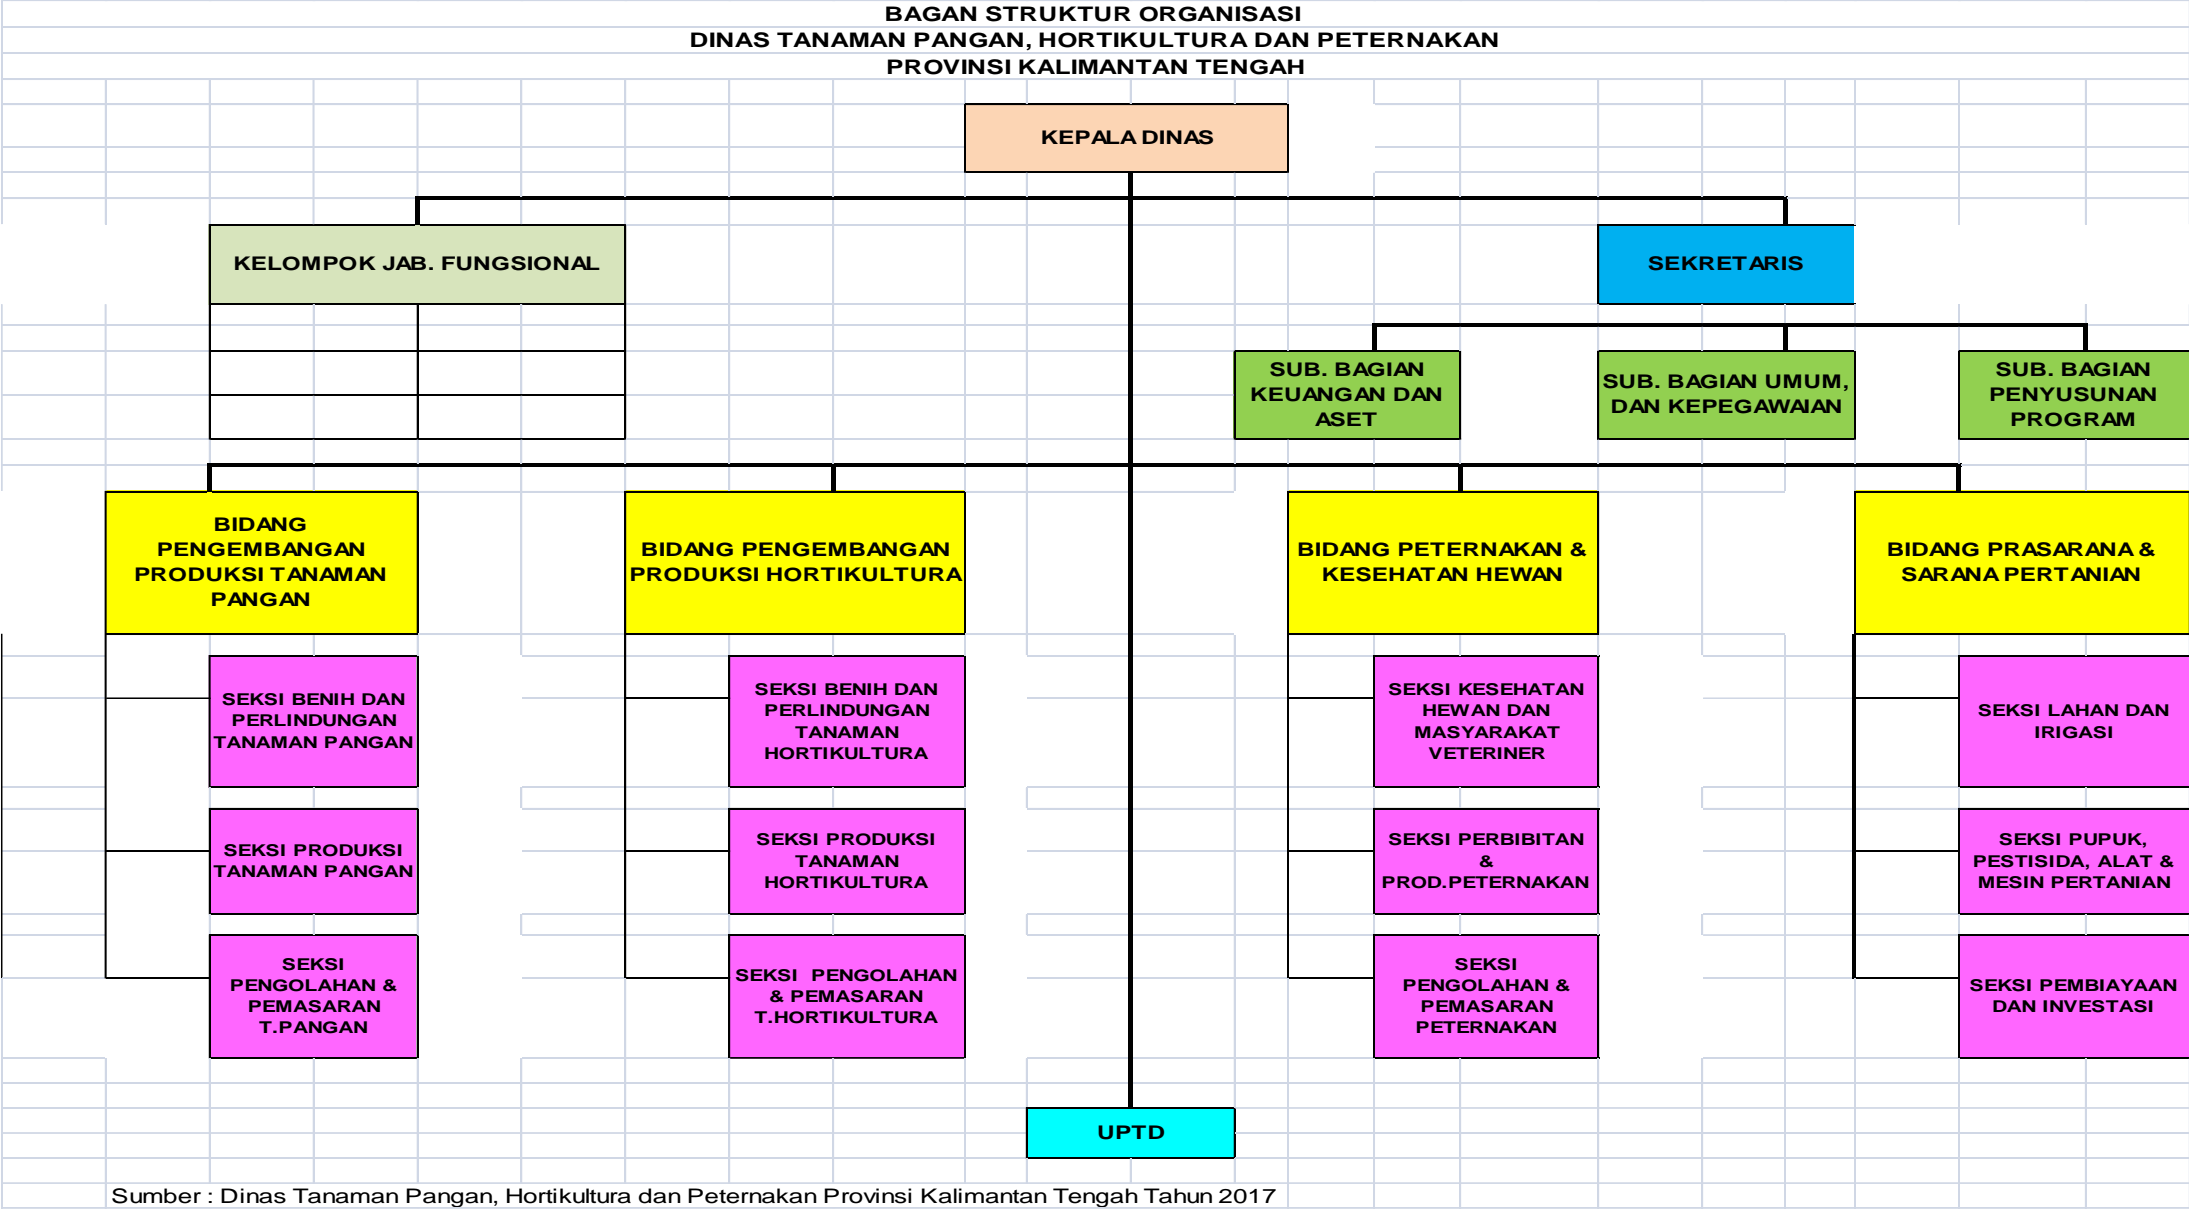 BAGAN STRUKTUR ORGANISASI
DINAS TANAMAN PANGAN, HORTIKULTURA DAN PETERNAKAN
PROVINSI KALIMANTAN TENGAH
KEPALA DINAS
KELOMPOK JAB. FUNGSIONAL
SEKRETARIS
SUB. BAGIAN
KEUANGAN DAN
ASET
SUB. BAGIAN UMUM,
DAN KEPEGAWAIAN
SUB. BAGIAN
PENYUSUNAN
PROGRAM
BIDANG
PENGEMBANGAN
PRODUKSI TANAMAN
PANGAN
BIDANG PENGEMBANGAN
PRODUKSI HORTIKULTURA
BIDANG PETERNAKAN &
KESEHATAN HEWAN
BIDANG PRASARANA &
SARANA PERTANIAN
SEKSI BENIH DAN
PERLINDUNGAN
TANAMAN PANGAN
SEKSI BENIH DAN
PERLINDUNGAN
TANAMAN
HORTIKULTURA
SEKSI KESEHATAN
HEWAN DAN
MASYARAKAT
VETERINER
SEKSI LAHAN DAN
IRIGASI
SEKSI PRODUKSI
TANAMAN PANGAN
SEKSI PRODUKSI
TANAMAN
HORTIKULTURA
SEKSI PERBIBITAN
&
PROD.PETERNAKAN
SEKSI PUPUK,
PESTISIDA, ALAT &
MESIN PERTANIAN
SEKSI
PENGOLAHAN &
PEMASARAN
T.PANGAN
SEKSI PENGOLAHAN
& PEMASARAN
T.HORTIKULTURA
SEKSI
PENGOLAHAN &
PEMASARAN
PETERNAKAN
SEKSI PEMBIAYAAN
DAN INVESTASI
UPTD
Sumber : Dinas Tanaman Pangan, Hortikultura dan Peternakan Provinsi Kalimantan Tengah Tahun 2017